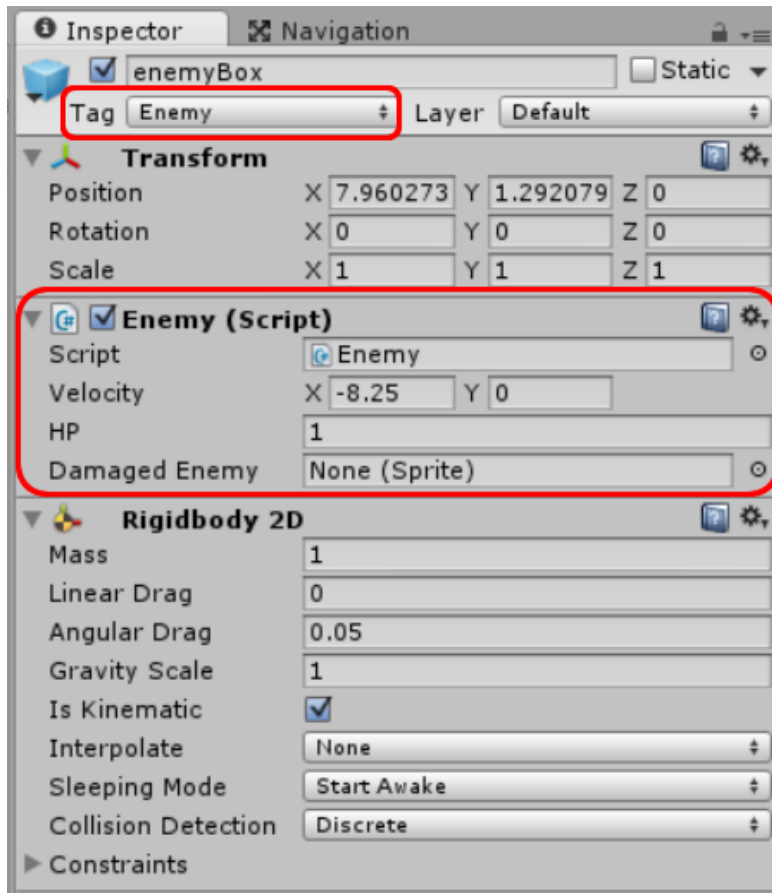 Inspector Navigation
enemyBox Static
Tag Enemy Layer Default
Transform
Position X 7.960273 Y 1.292079 Z 0
Rotation X 0 Y 0 Z 0
Scale X 1 Y 1 Z 1
Enemy (Script)
Script Enemy
Velocity X -8.25 Y 0
HP 1
Damaged Enemy None (Sprite)
Rigidbody 2D
Mass 1
Linear Drag 0
Angular Drag 0.05
Gravity Scale 1
Is Kinematic
Interpolate None
Sleeping Mode Start Awake
Collision Detection Discrete
Constraints